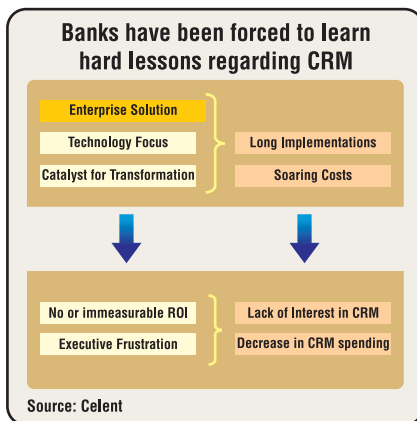 Banks have been forced to learn
hard lessons regarding CRM
Enterprise Solution
Technology Focus
Catalyst for Transformation
Long Implementations
Soaring Costs
No or immeasurable ROI
Executive Frustration
Lack of Interest in CRM
Decrease in CRM spending
Source: Celent